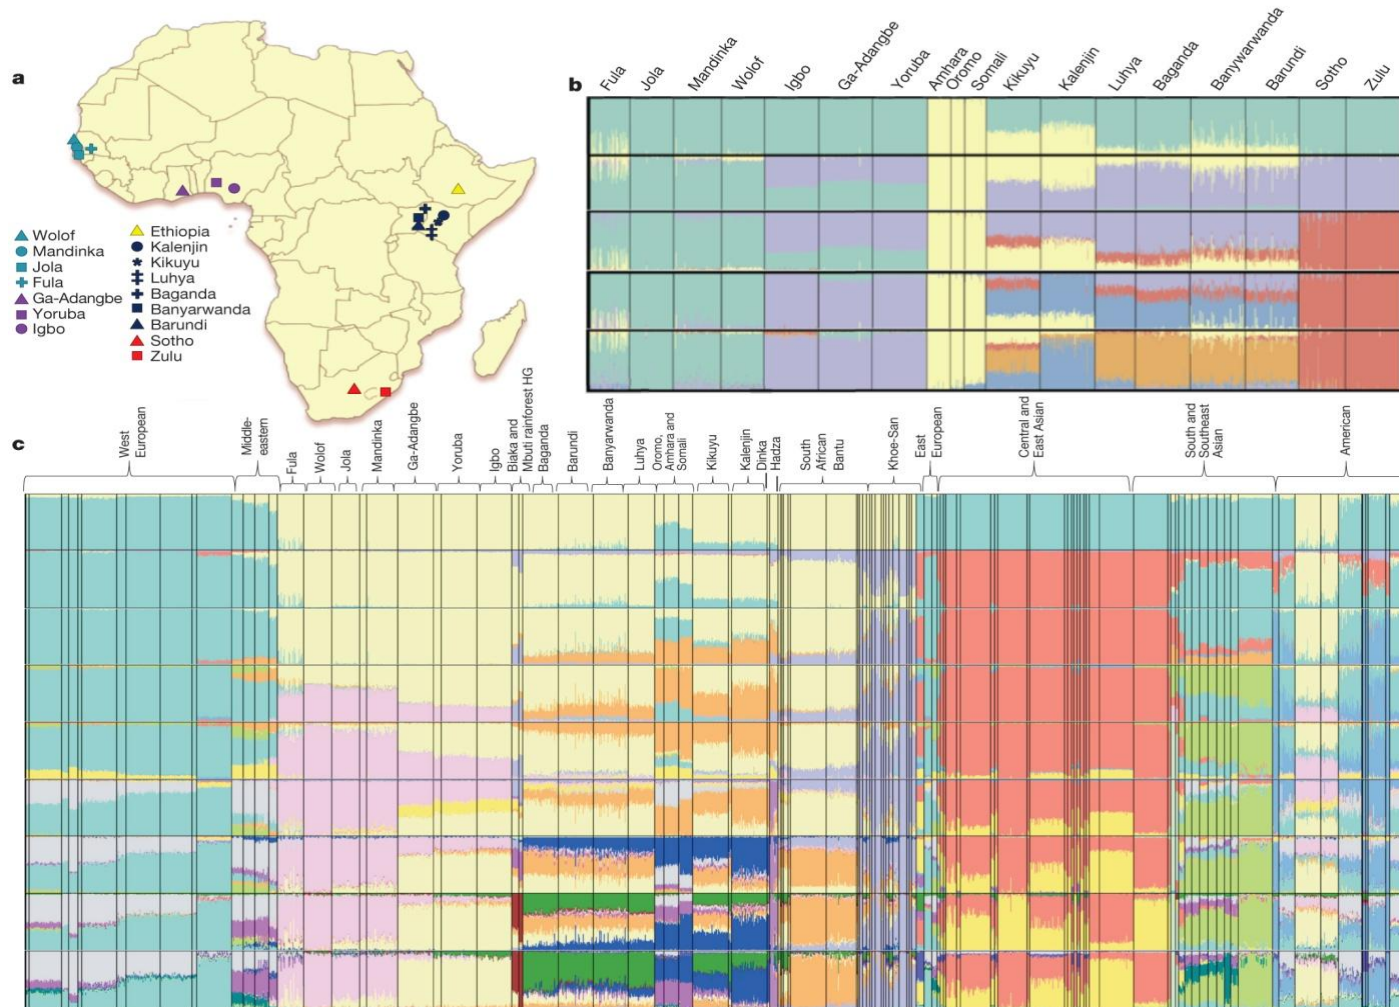 a
Wolof
Mandinka
Jola
Fula
Ga-Adangbe
Yoruba
Igbo
Ethiopia
Kalenjin
Kikuyu
Luhya
Baganda
Banyarwanda
Barundi
Sotho
Zulu
b
Fula
Jola
Mandinka
Wolof
Igbo
Ga-Adangbe
Yoruba
Amhara
Oromo
Somali
Kikuyu
Kalenjin
Luhya
Baganda
Banywarwanda
Barundi
Sotho
Zulu
c
West
European
Middle-
eastern
Fula
Wolof
Jola
Mandinka
Ga-Adangbe
Yoruba
Igbo
Biaka and
Mbuti rainforest HG
Baganda
Barundi
Banyarwanda
Luhya
Oromo,
Amhara and
Somali
Kikuyu
Kalenjin
Dinka
Hadza
South
African
Bantu
Khoe-San
East
European
Central and
East Asian
South and
Southeast
Asian
American